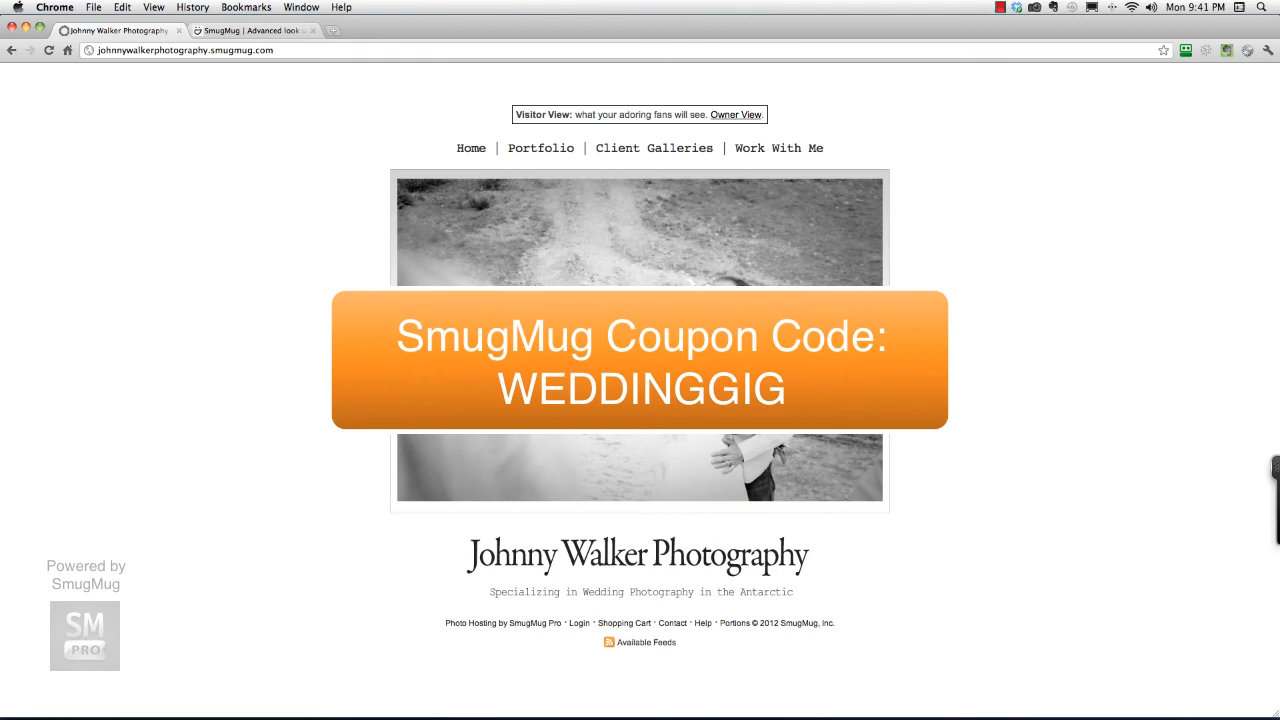 Chrome File Edit View History Bookmarks Window Help Mon 9:41 PM
Johnny Walker Photography SmugMug | Advanced look
johnnywalkerphotography.smugmug.com
Visitor View: what your adoring fans will see. Owner View.
Home | Portfolio | Client Galleries | Work With Me
SmugMug Coupon Code:
WEDDINGGIG
Johnny Walker Photography
Specializing in Wedding Photography in the Antarctic
Powered by
SmugMug
SM
PRO
Photo Hosting by SmugMug Pro · Login · Shopping Cart · Contact · Help · Portions © 2012 SmugMug, Inc.
Available Feeds